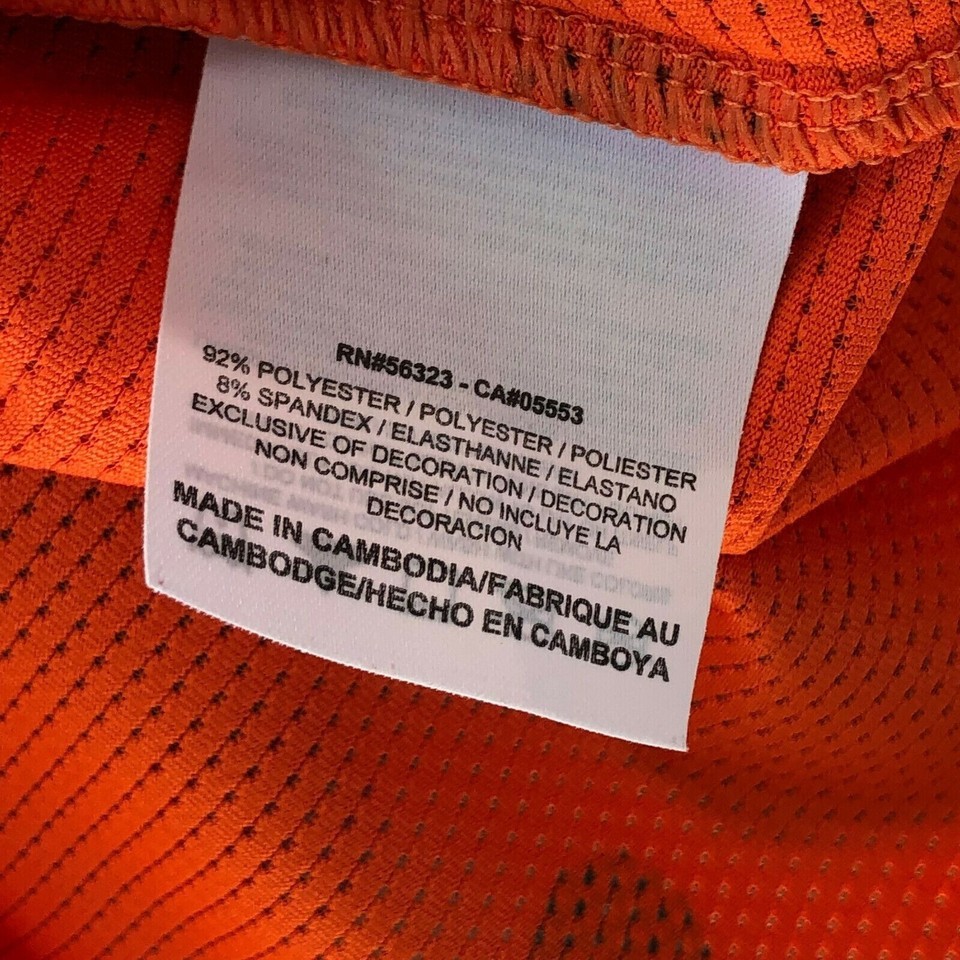 RN#56323 - CA#05553
92% POLYESTER / POLYESTER / POLIESTER
8% SPANDEX / ELASTHANNE / ELASTANO
EXCLUSIVE OF DECORATION / DECORATION
NON COMPRISE / NO INCLUYE LA
DECORACION
MADE IN CAMBODIA/FABRIQUE AU
CAMBODGE/HECHO EN CAMBOYA